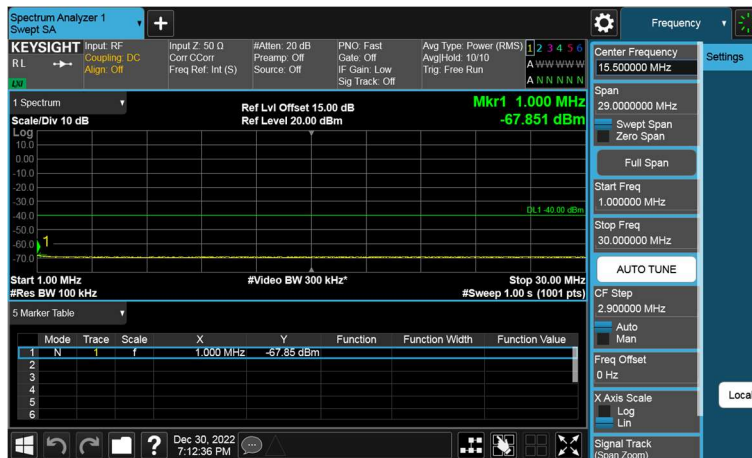 Spectrum Analyzer 1
Swept SA
Frequency
KEYSIGHT
RL
Input: RF
Coupling: DC
Align: Off
Input Z: 50 Ω
Corr CCorr
Freq Ref: Int (S)
#Atten: 20 dB
Preamp: Off
Source: Off
PNO: Fast
Gate: Off
IF Gain: Low
Sig Track: Off
Avg Type: Power (RMS)
Avg|Hold: 10/10
Trig: Free Run
1 2 3 4 5 6
A W W W W W
A N N N N N
LXI
1 Spectrum
Scale/Div 10 dB
Ref Lvl Offset 15.00 dB
Ref Level 20.00 dBm
Mkr1 1.000 MHz
-67.851 dBm
Log
10.0
0.00
-10.0
-20.0
-30.0
-40.0
-50.0
-60.0
-70.0
DL1 -40.00 dBm
1
Start 1.00 MHz
#Res BW 100 kHz
#Video BW 300 kHz*
Stop 30.00 MHz
#Sweep 1.00 s (1001 pts)
5 Marker Table
Mode Trace Scale X Y Function Function Width Function Value
1 N 1 f 1.000 MHz -67.85 dBm
2
3
4
5
6
Dec 30, 2022
7:12:36 PM
Center Frequency
15.500000 MHz
Settings
Span
29.0000000 MHz
Swept Span
Zero Span
Full Span
Start Freq
1.000000 MHz
Stop Freq
30.000000 MHz
AUTO TUNE
CF Step
2.900000 MHz
Auto
Man
Freq Offset
0 Hz
X Axis Scale
Log
Lin
Local
Signal Track
(Span Zoom)